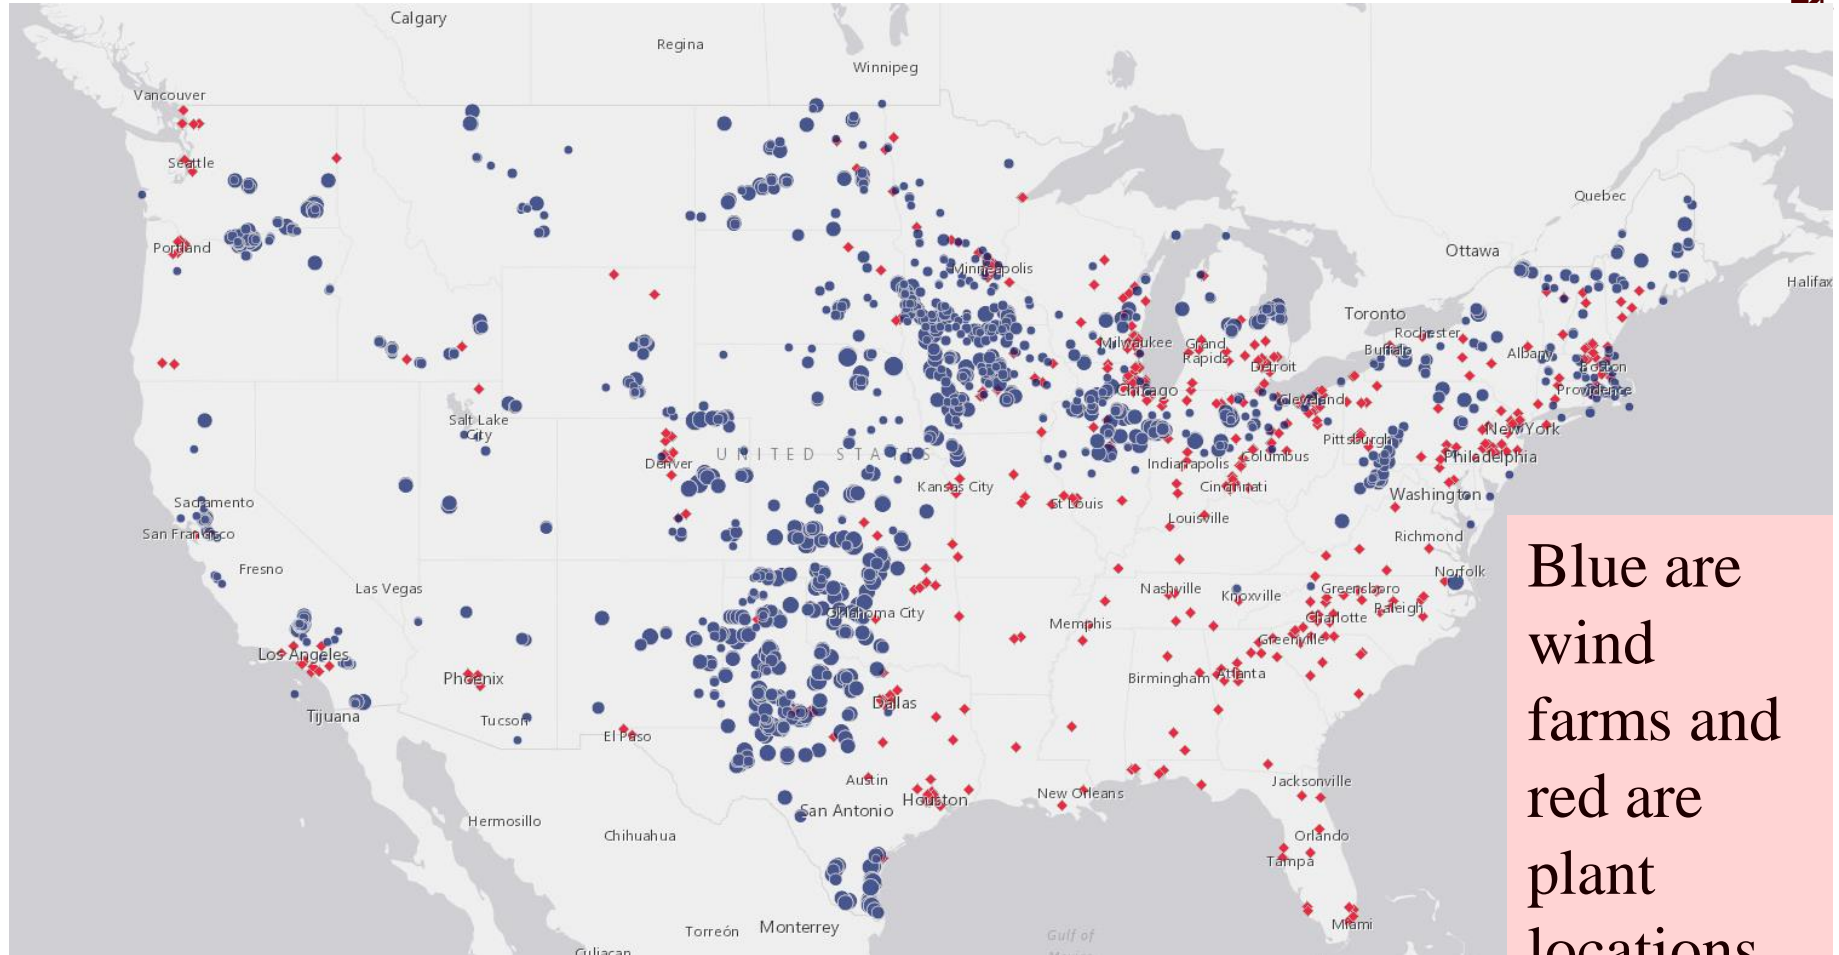 Calgary
Regina
Winnipeg
Vancouver
Seattle
Quebec
Portland
Ottawa
Minneapolis
Halifax
Toronto
Rochester
Milwaukee
Grand
Rapids
Buffalo
Albany
Detroit
Boston
Chicago
Providence
Cleveland
Salt Lake
City
New York
Pittsburgh
UNITED STATES
Denver
Indianapolis
Columbus
Philadelphia
Kansas City
Cincinnati
Washington
Sacramento
St Louis
Louisville
San Francisco
Richmond
Fresno
Norfolk
Las Vegas
Nashville
Knoxville
Greensboro
Raleigh
Oklahoma City
Memphis
Charlotte
Greenville
Los Angeles
Phoenix
Birmingham
Atlanta
Dallas
Tijuana
Tucson
El Paso
Austin
Jacksonville
New Orleans
Houston
San Antonio
Hermosillo
Chihuahua
Orlando
Tampa
Miami
Torreón
Monterrey
Gulf of
Culiacan
Blue are
wind
farms and
red are
plant
locations